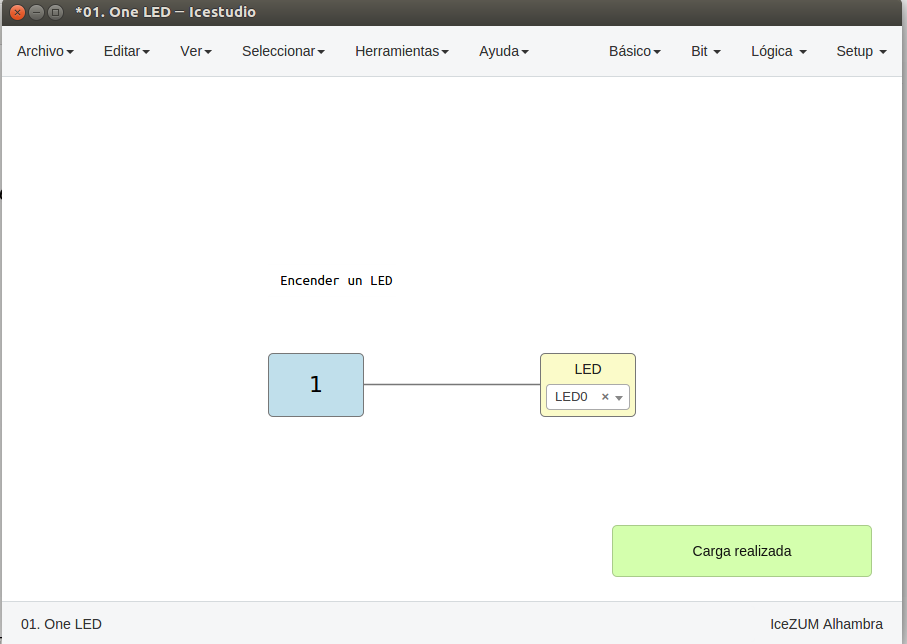 *01. One LED — Icestudio
Archivo Editar Ver Seleccionar Herramientas Ayuda Básico Bit Lógica Setup
Encender un LED
1
LED
LED0 ×
Carga realizada
01. One LED IceZUM Alhambra